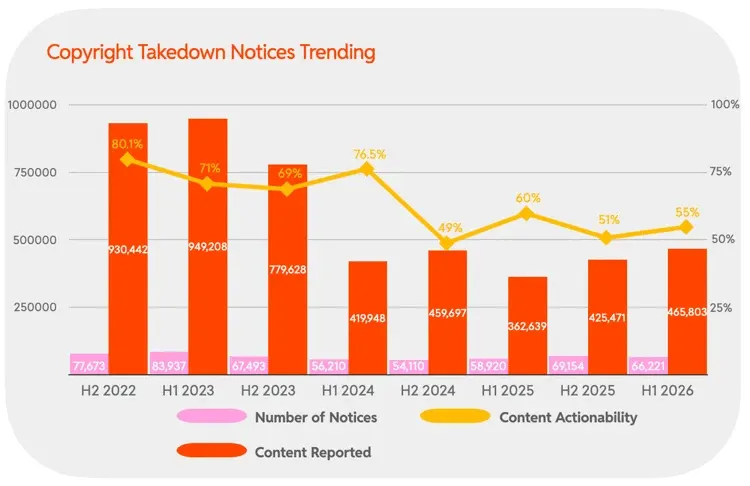 Copyright Takedown Notices Trending
1000000
100%
80.1%
76.5%
750000
71%
69%
75%
60%
930,442
949,208
55%
49%
51%
500000
50%
779,628
459,697
465,803
419,948
425,471
250000
362,639
25%
77,673
83,937
67,493
56,210
54,110
58,920
69,154
66,221
H2 2022
H1 2023
H2 2023
H1 2024
H2 2024
H1 2025
H2 2025
H1 2026
Number of Notices
Content Actionability
Content Reported